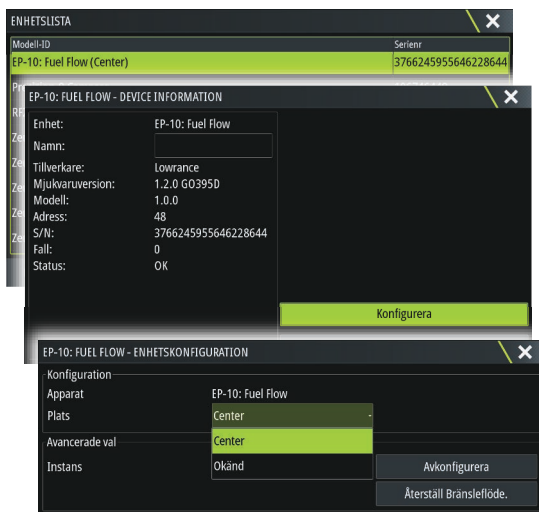 ENHETSLISTA
Modell-ID Serienr
EP-10: Fuel Flow (Center) 3766245955646228644
EP-10: FUEL FLOW - DEVICE INFORMATION
Enhet: EP-10: Fuel Flow
Namn:
Tillverkare: Lowrance
Mjukvaruversion: 1.2.0 GO395D
Modell: 1.0.0
Adress: 48
S/N: 3766245955646228644
Fall: 0
Status: OK
Konfigurera
EP-10: FUEL FLOW - ENHETSKONFIGURATION
Konfiguration
Apparat EP-10: Fuel Flow
Plats Center
Center
Avancerade val
Instans Okänd Avkonfigurera
Återställ Bränsleflöde.